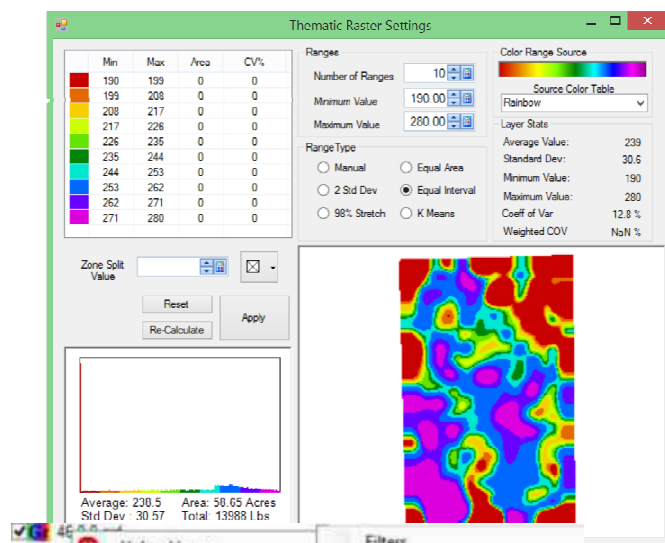 Thematic Raster Settings
Min Max Area CV%
190 199 0 0
199 208 0 0
208 217 0 0
217 226 0 0
226 235 0 0
235 244 0 0
244 253 0 0
253 262 0 0
262 271 0 0
271 280 0 0
Zone Split Value
Reset
Re-Calculate
Apply
Ranges
Number of Ranges 10
Minimum Value 190.00
Maximum Value 280.00
Range Type
Manual Equal Area
2 Std Dev Equal Interval
98% Stretch K Means
Color Range Source
Source Color Table
Rainbow
Layer Stats
Average Value: 239
Standard Dev: 30.6
Minimum Value: 190
Maximum Value: 280
Coeff of Var 12.8 %
Weighted COV NaN %
Average: 238.5 Area: 58.65 Acres
Std Dev : 30.57 Total: 13988 Lbs
Filters